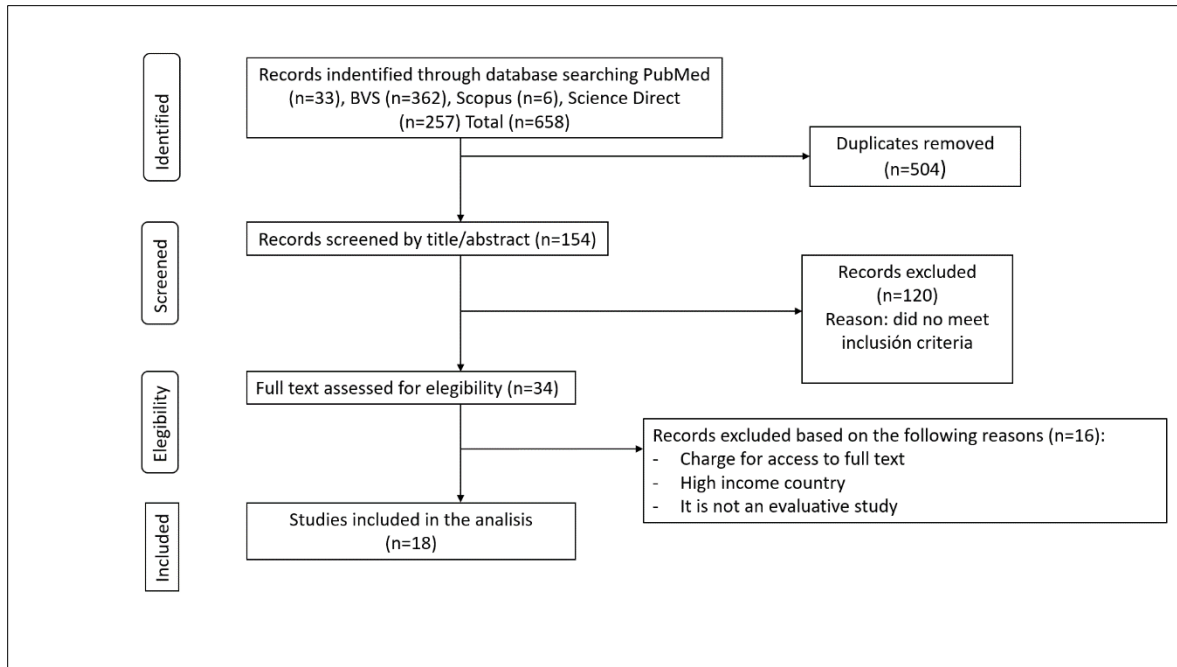 Identified
Records indentified through database searching PubMed
(n=33), BVS (n=362), Scopus (n=6), Science Direct
(n=257) Total (n=658)
Duplicates removed
(n=504)
Screened
Records screened by title/abstract (n=154)
Records excluded
(n=120)
Reason: did no meet
inclusión criteria
Elegibility
Full text assessed for elegibility (n=34)
Records excluded based on the following reasons (n=16):
- Charge for access to full text
- High income country
- It is not an evaluative study
Included
Studies included in the analisis
(n=18)